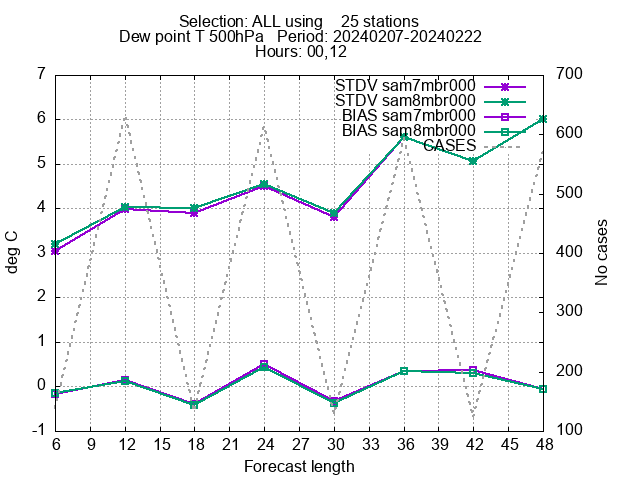 Selection: ALL using    25 stations
Dew point T 500hPa   Period: 20240207-20240222
Hours: 00,12
STDV sam7mbr000
STDV sam8mbr000
BIAS sam7mbr000
BIAS sam8mbr000
CASES
deg C
7
6
5
4
3
2
1
0
-1
700
600
500
400
300
200
100
No cases
6 9 12 15 18 21 24 27 30 33 36 39 42 45 48
Forecast length